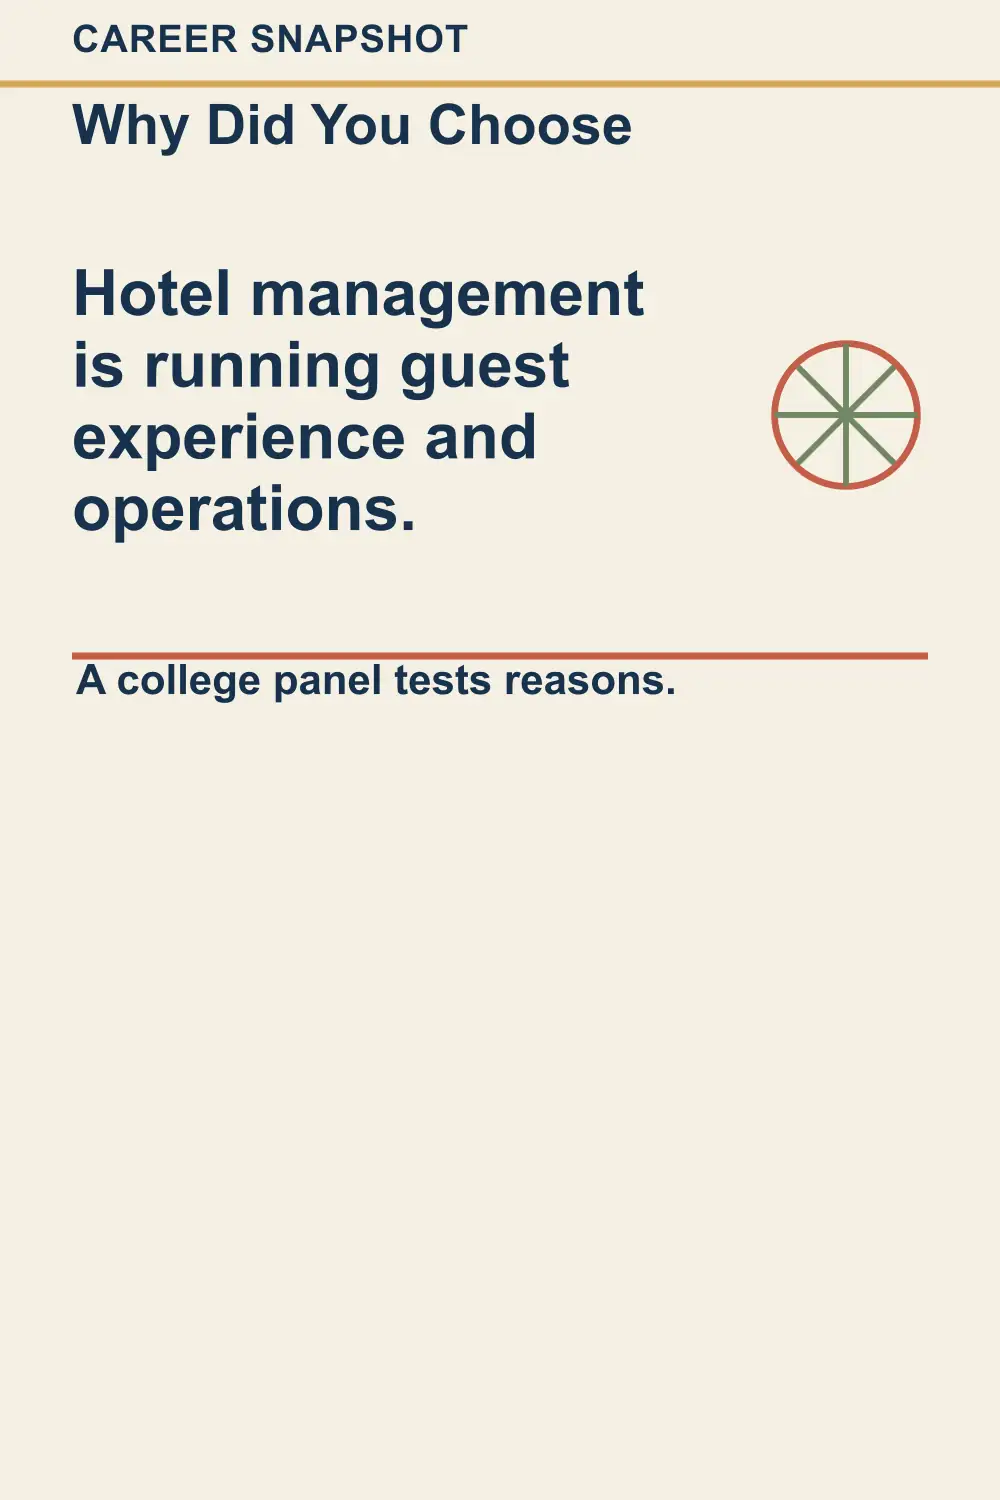 CAREER SNAPSHOT
Why Did You Choose
Hotel management
is running guest
experience and
operations.
A college panel tests reasons.